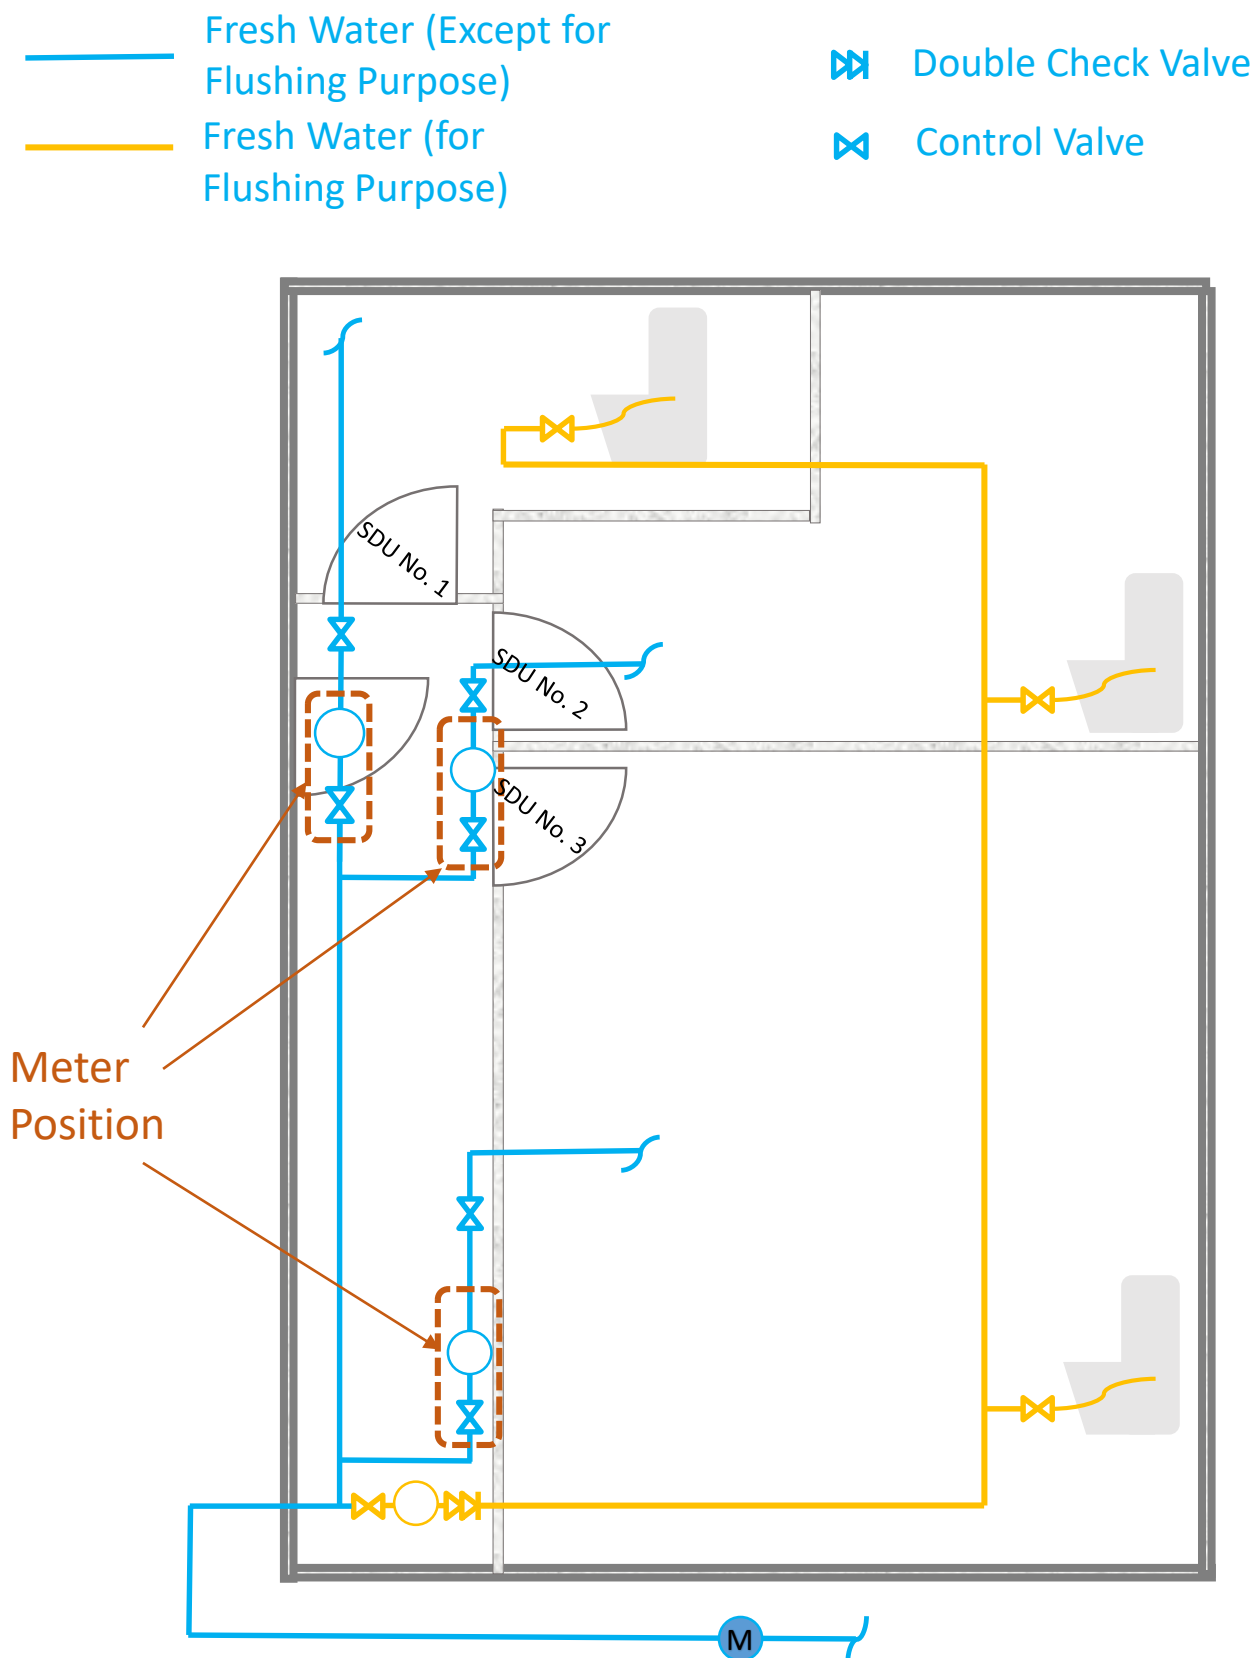 Fresh Water (Except for
Flushing Purpose)
Fresh Water (for
Flushing Purpose)
Double Check Valve
Control Valve
SDU No. 1
SDU No. 2
SDU No. 3
Meter
Position
M